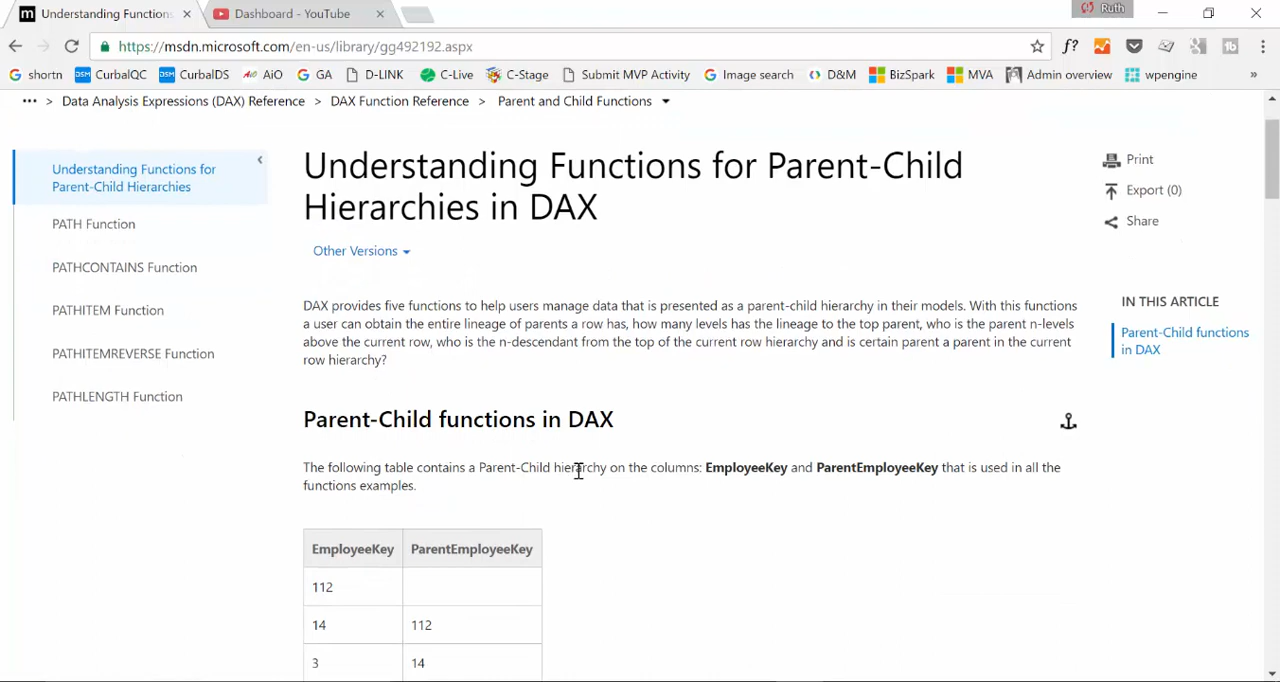 Understanding Function:
Dashboard - YouTube
Ruth
https://msdn.microsoft.com/en-us/library/gg492192.aspx
f?
shortn
CurbalQC
CurbalDS
AiO
GA
D-LINK
C-Live
C-Stage
Submit MVP Activity
Image search
D&M
BizSpark
MVA
Admin overview
wpengine
»
••• > Data Analysis Expressions (DAX) Reference > DAX Function Reference > Parent and Child Functions
Understanding Functions for
Parent-Child Hierarchies
PATH Function
PATHCONTAINS Function
PATHITEM Function
PATHITEMREVERSE Function
PATHLENGTH Function
Understanding Functions for Parent-Child
Hierarchies in DAX
Other Versions
DAX provides five functions to help users manage data that is presented as a parent-child hierarchy in their models. With this functions
a user can obtain the entire lineage of parents a row has, how many levels has the lineage to the top parent, who is the parent n-levels
above the current row, who is the n-descendant from the top of the current row hierarchy and is certain parent a parent in the current
row hierarchy?
Parent-Child functions in DAX
The following table contains a Parent-Child hierarchy on the columns: EmployeeKey and ParentEmployeeKey that is used in all the
functions examples.
EmployeeKey ParentEmployeeKey
112
14 112
3 14
Print
Export (0)
Share
IN THIS ARTICLE
Parent-Child functions
in DAX